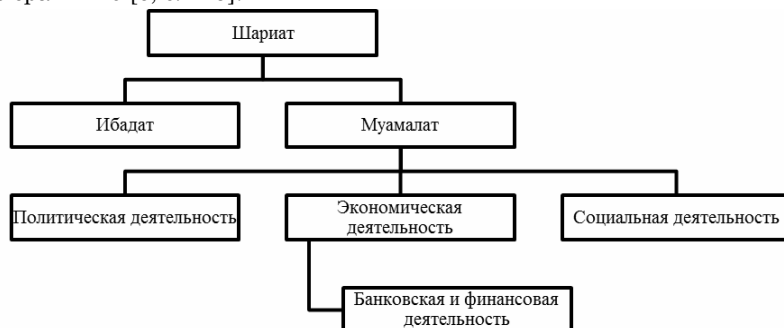 Шариат
Ибадат
Муамалат
Политическая деятельность
Экономическая
деятельность
Социальная деятельность
Банковская и финансовая
деятельность